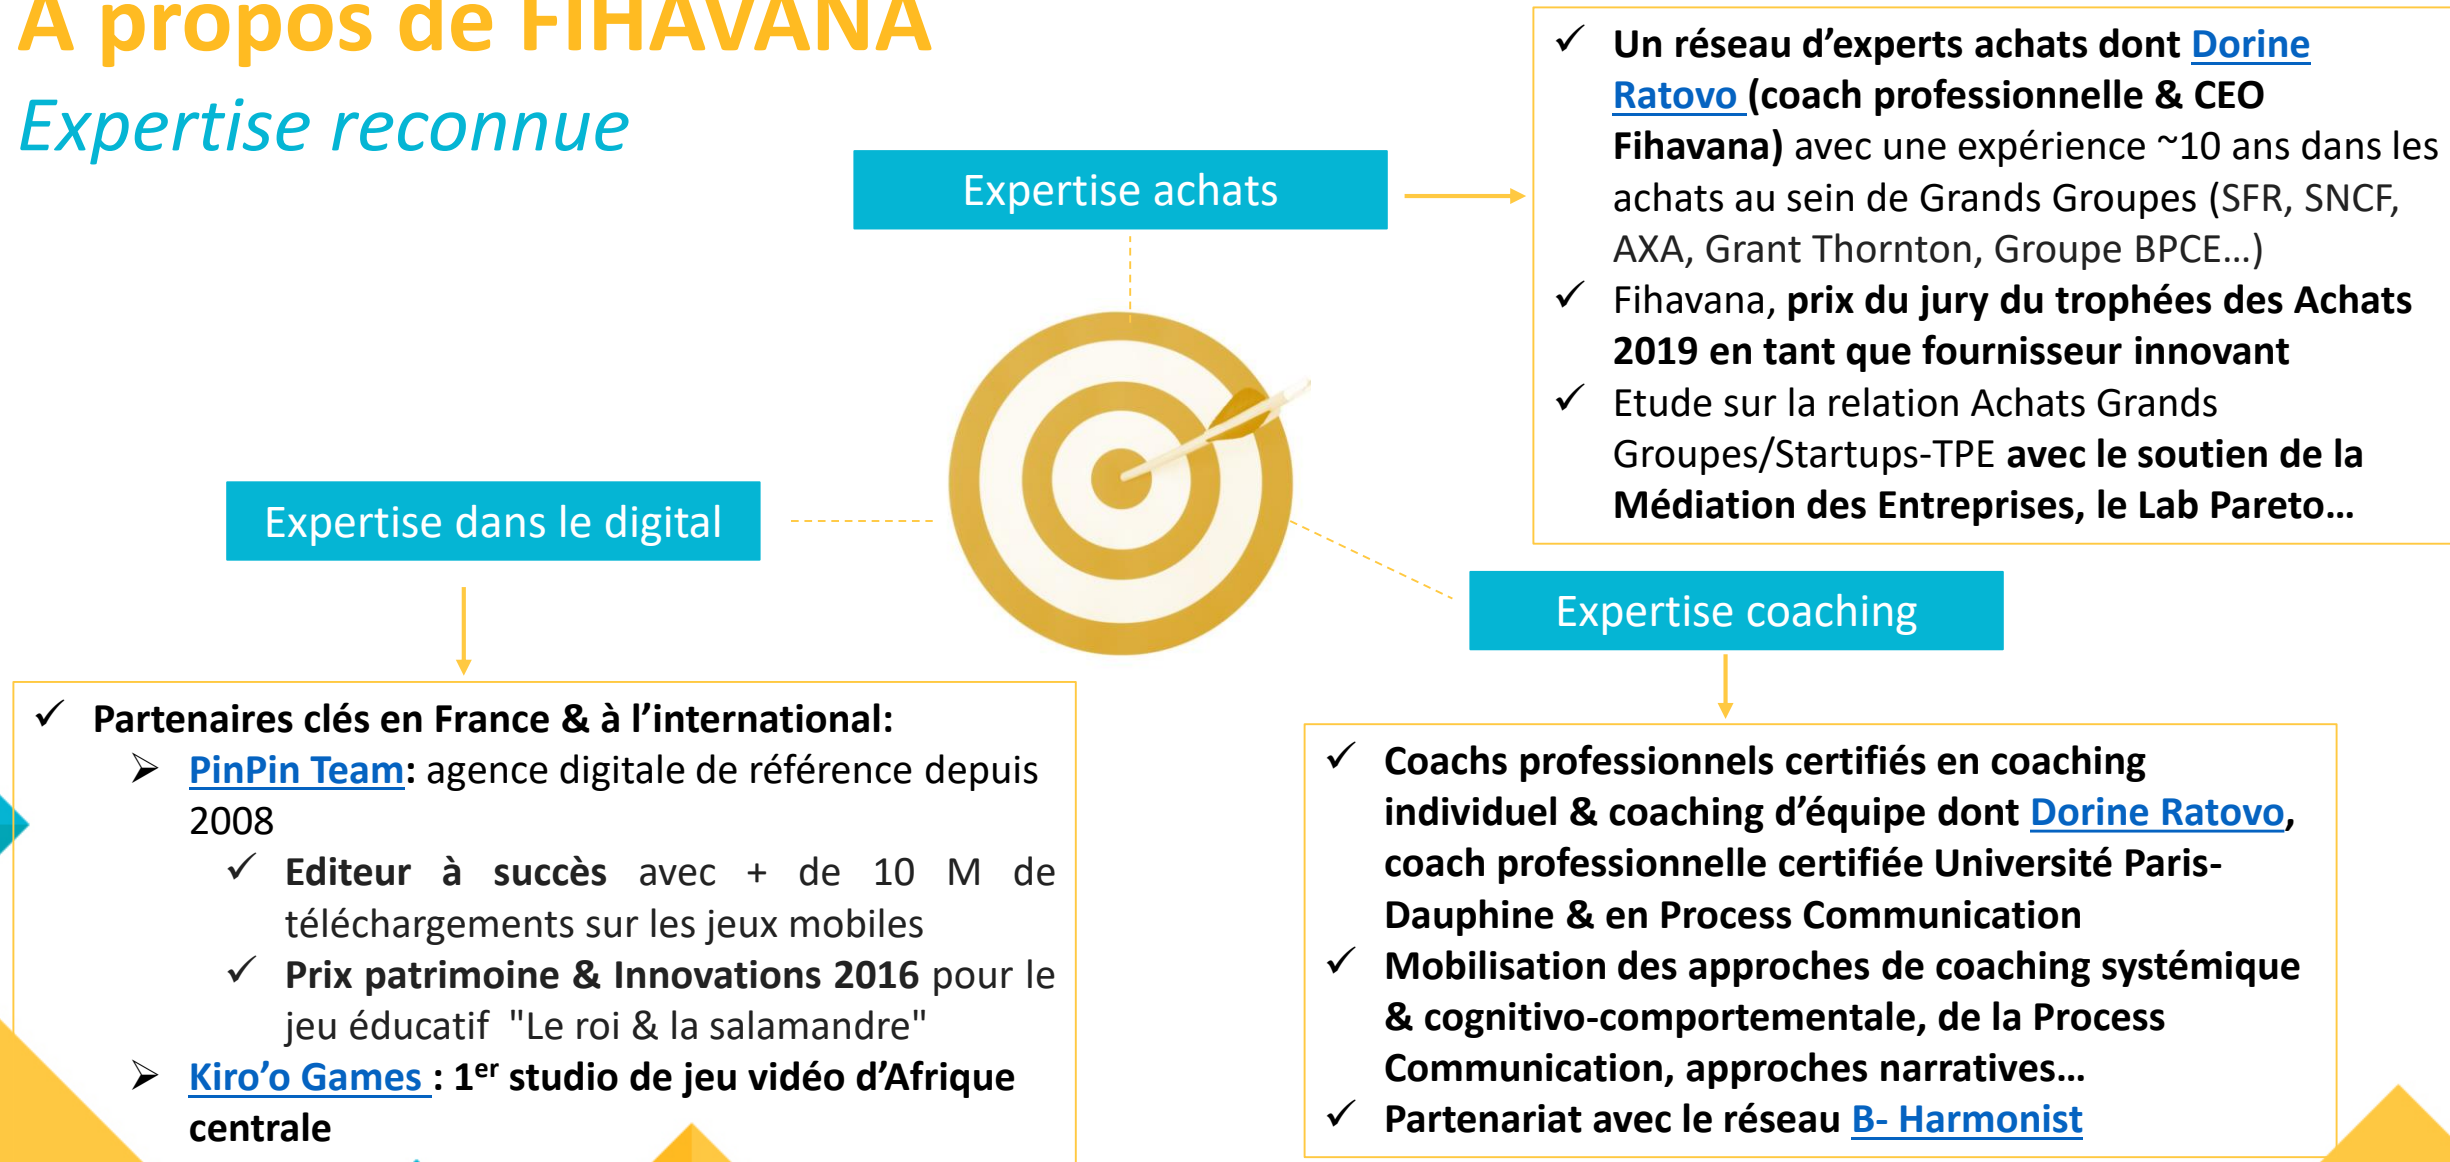 A propos de FIHAVANA
Expertise reconnue
Expertise achats
✓ Un réseau d’experts achats dont Dorine
Ratovo (coach professionnelle & CEO
Fihavana) avec une expérience ~10 ans dans les
achats au sein de Grands Groupes (SFR, SNCF,
AXA, Grant Thornton, Groupe BPCE…)
✓ Fihavana, prix du jury du trophées des Achats
2019 en tant que fournisseur innovant
✓ Etude sur la relation Achats Grands
Groupes/Startups-TPE avec le soutien de la
Médiation des Entreprises, le Lab Pareto…
Expertise dans le digital
✓ Partenaires clés en France & à l’international:
➢ PinPin Team: agence digitale de référence depuis
2008
✓ Editeur à succès avec + de 10 M de
téléchargements sur les jeux mobiles
✓ Prix patrimoine & Innovations 2016 pour le
jeu éducatif "Le roi & la salamandre"
➢ Kiro’o Games : 1er studio de jeu vidéo d’Afrique
centrale
Expertise coaching
✓ Coachs professionnels certifiés en coaching
individuel & coaching d’équipe dont Dorine Ratovo,
coach professionnelle certifiée Université Paris-
Dauphine & en Process Communication
✓ Mobilisation des approches de coaching systémique
& cognitivo-comportementale, de la Process
Communication, approches narratives…
✓ Partenariat avec le réseau B- Harmonist